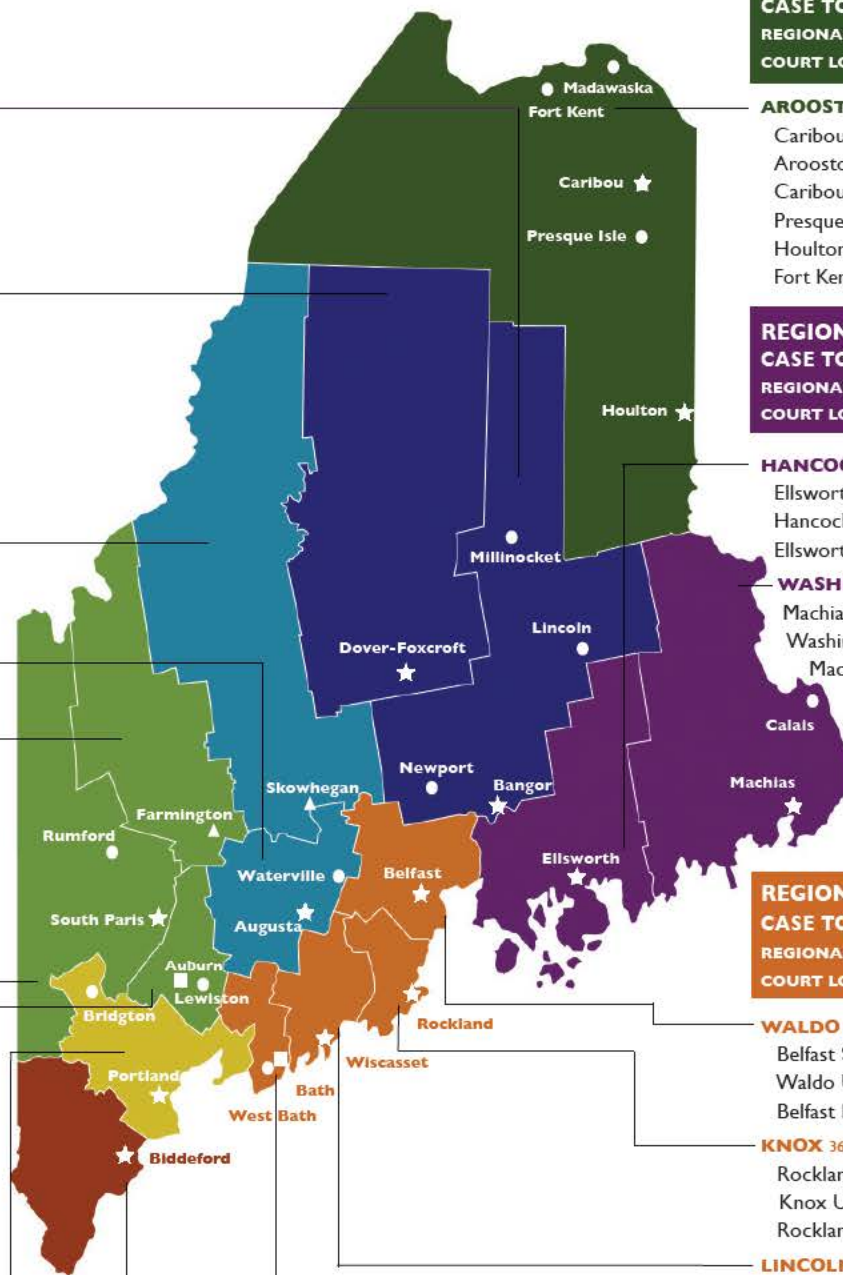 Madawaska
Fort Kent
Caribou
Presque Isle
Houlton
Millinocket
Lincoln
Dover-Foxcroft
Newport
Bangor
Skowhegan
Farmington
Rumford
Waterville
Augusta
South Paris
Auburn
Lewiston
Bridgton
Portland
Biddeford
Belfast
Rockland
Wiscasset
Bath
West Bath
Ellsworth
Machias
Calais
CASE TO
REGIONA
COURT LO
AROOST
Caribou
Aroosto
Caribou
Presque
Houlton
Fort Ken
REGION
CASE TO
REGIONA
COURT LO
HANCOC
Ellswort
Hancock
Ellswort
WASHI
Machia
Washin
Mac
REGION
CASE TO
REGIONA
COURT LO
WALDO
Belfast S
Waldo U
Belfast D
KNOX 36
Rocklan
Knox U
Rocklan
LINCOLN